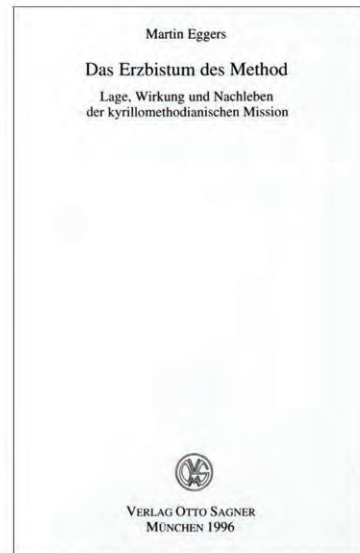 Martin Eggers
Das Erzbistum des Method
Lage, Wirkung und Nachleben
der kyrillomethodianischen Mission
VERLAG OTTO SAGNER
MÜNCHEN 1996